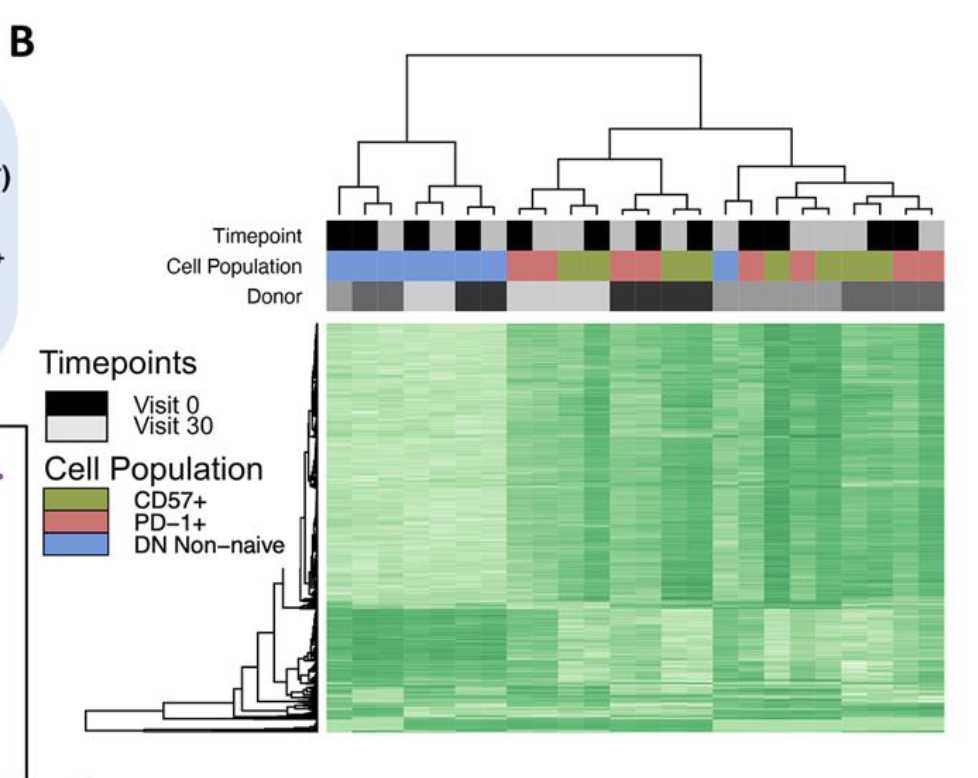 B
)
+
Timepoint
Cell Population
Donor
Timepoints
Visit 0
Visit 30
Cell Population
CD57+
PD-1+
DN Non-naive